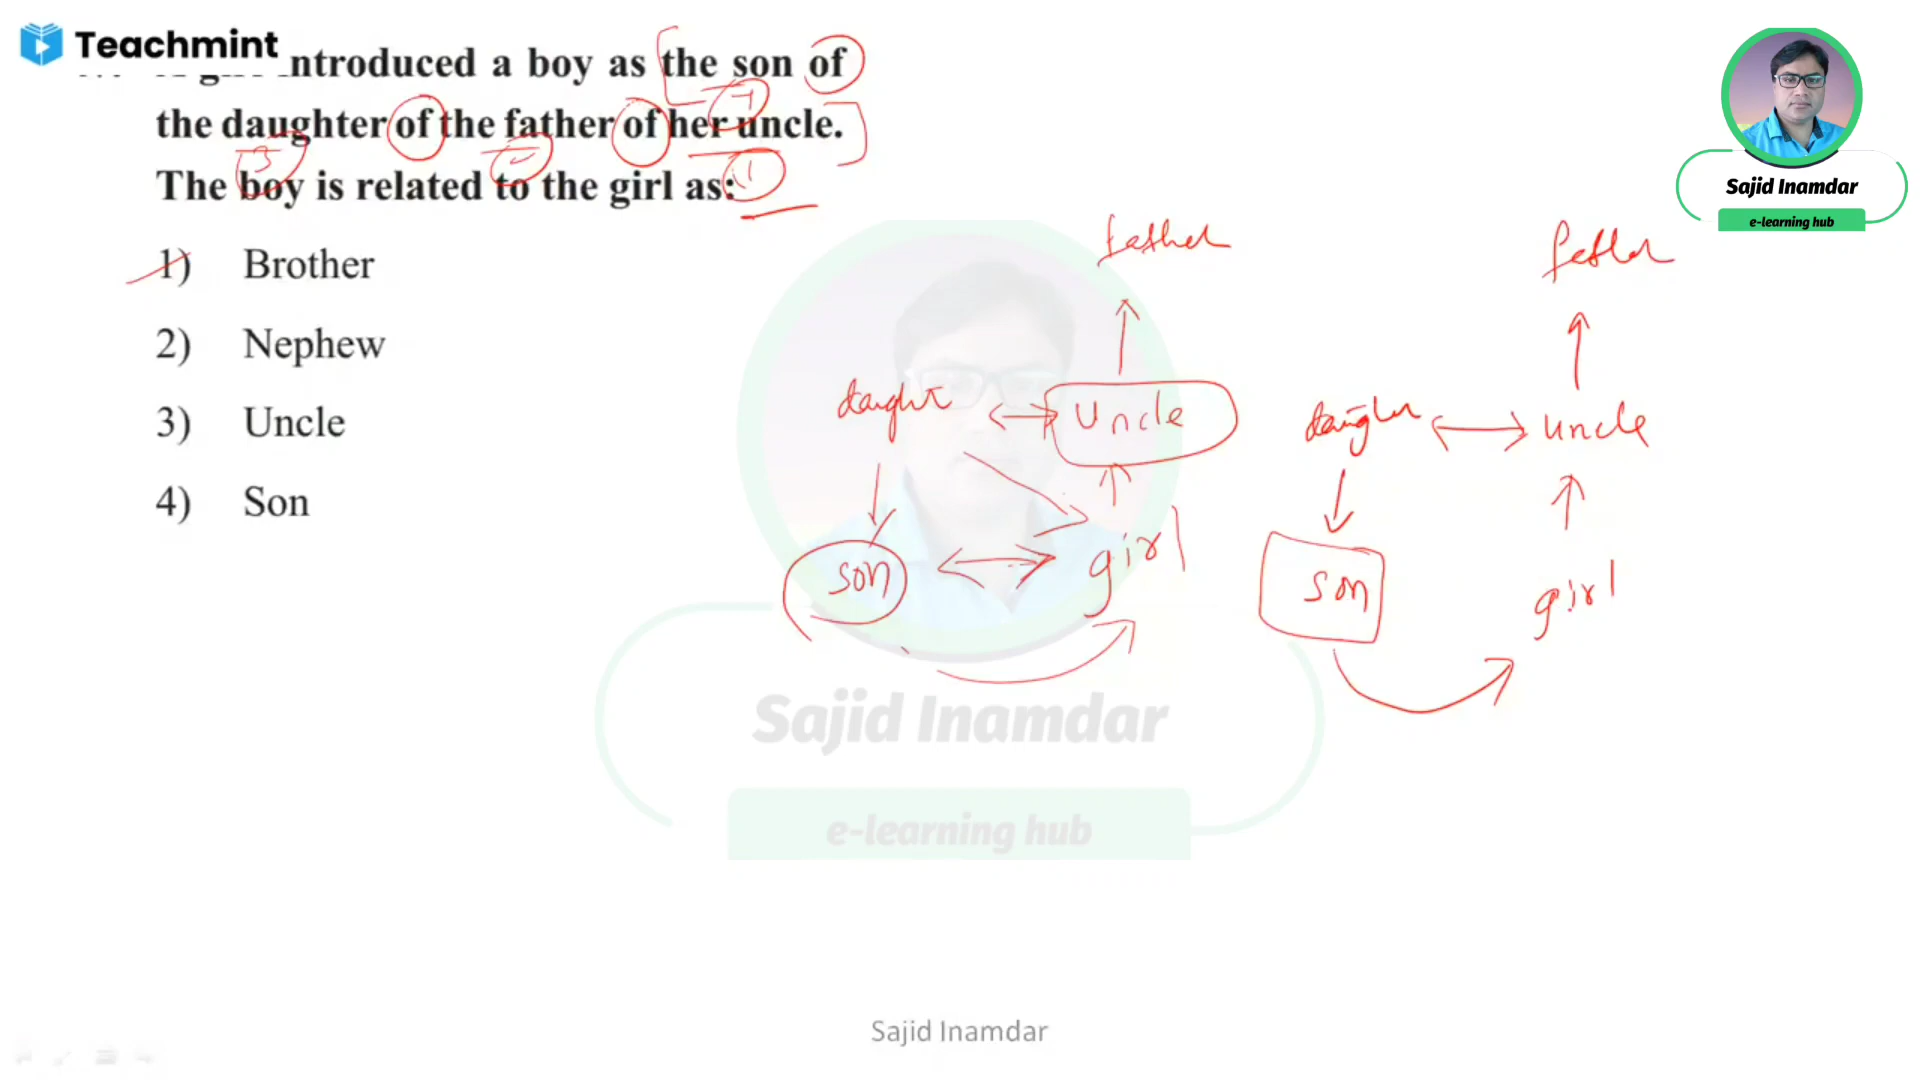 Teachmint
ntroduced a boy as the son of
the daughter of the father of her uncle.
The boy is related to the girl as:
1) Brother
2) Nephew
3) Uncle
4) Son
Sajid Inamdar
e-learning hub
father
father
Uncle
uncle
son
girl
son
girl
3
1
Sajid Inamdar
e-learning hub
Sajid Inamdar